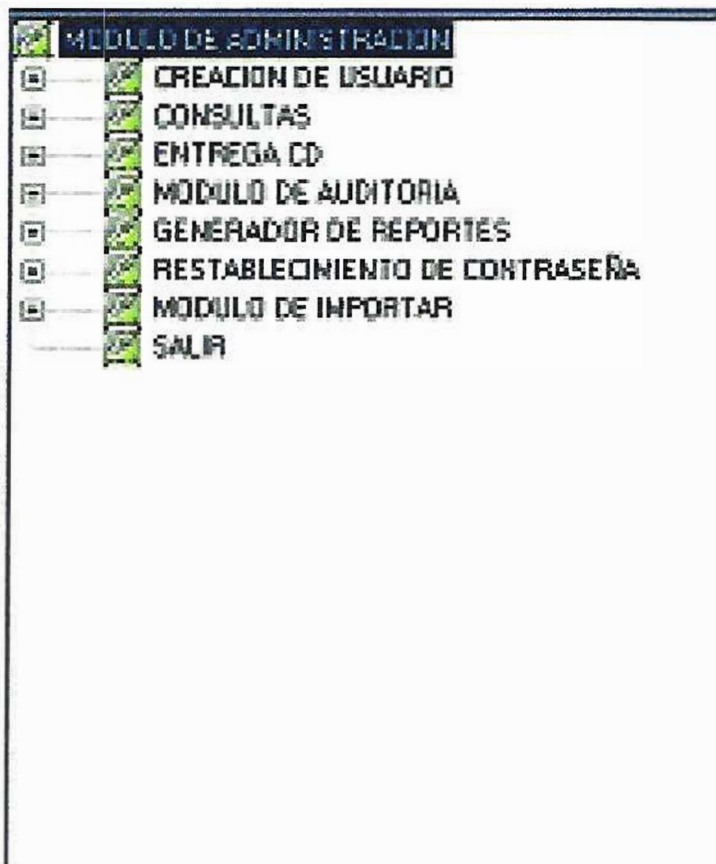 MODULO DE ADMINISTRACION
CREACION DE USUARIO
CONSULTAS
ENTREGA CD
MODULO DE AUDITORIA
GENERADOR DE REPORTES
RESTABLECIMIENTO DE CONTRASEÑA
MODULO DE IMPORTAR
SALIR